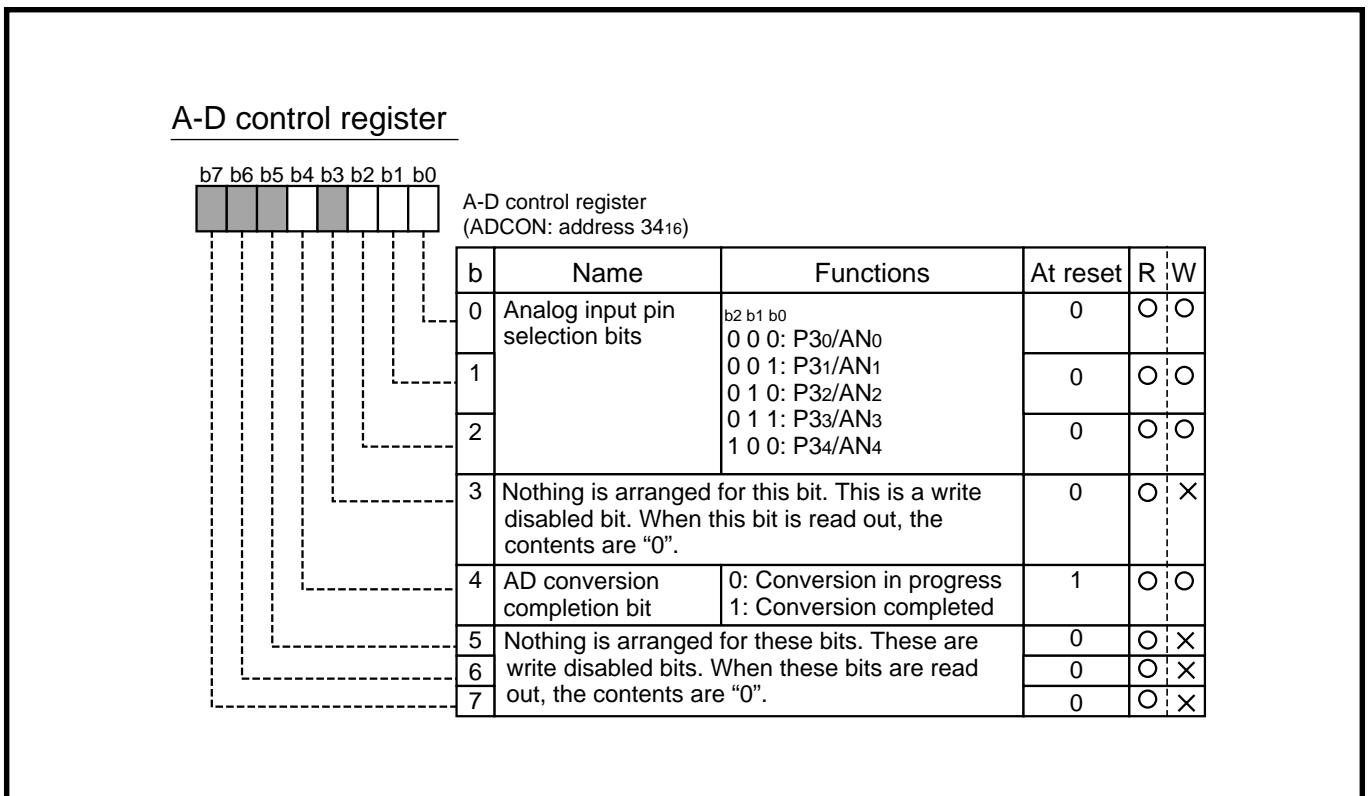 A-D control register
b7 b6 b5 b4 b3 b2 b1 b0
A-D control register
(ADCON: address 3416)
b Name Functions At reset R W
0 Analog input pin selection bits b2 b1 b0 0 O O
0 0 0: P30/AN0
1 0 0 1: P31/AN1 0 O O
0 1 0: P32/AN2
0 1 1: P33/AN3
2 1 0 0: P34/AN4 0 O O
3 Nothing is arranged for this bit. This is a write 0 O ×
disabled bit. When this bit is read out, the
contents are “0”.
4 AD conversion 0: Conversion in progress 1 O O
completion bit 1: Conversion completed
5 Nothing is arranged for these bits. These are 0 O ×
6 write disabled bits. When these bits are read 0 O ×
7 out, the contents are “0”. 0 O ×